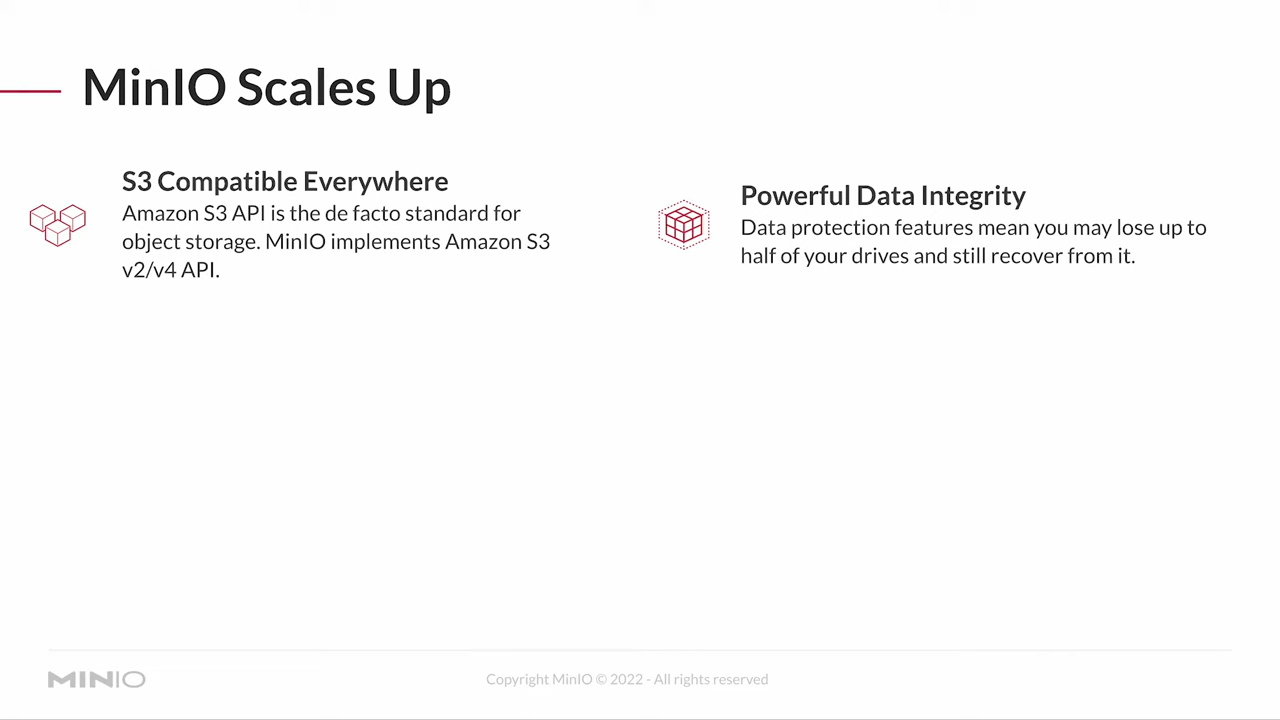 MinIO Scales Up
S3 Compatible Everywhere
Amazon S3 API is the de facto standard for
object storage. MinIO implements Amazon S3
v2/v4 API.
Powerful Data Integrity
Data protection features mean you may lose up to
half of your drives and still recover from it.
MINIO
Copyright MinIO © 2022 - All rights reserved